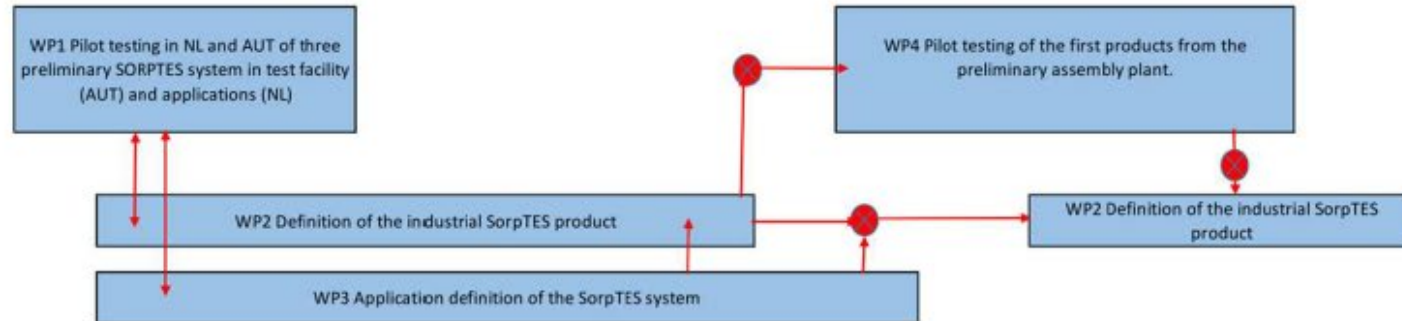 WP1 Pilot testing in NL and AUT of three
preliminary SORPTES system in test facility
(AUT) and applications (NL)
WP4 Pilot testing of the first products from the
preliminary assembly plant.
WP2 Definition of the industrial SorpTES product
WP2 Definition of the industrial SorpTES
product
WP3 Application definition of the SorpTES system